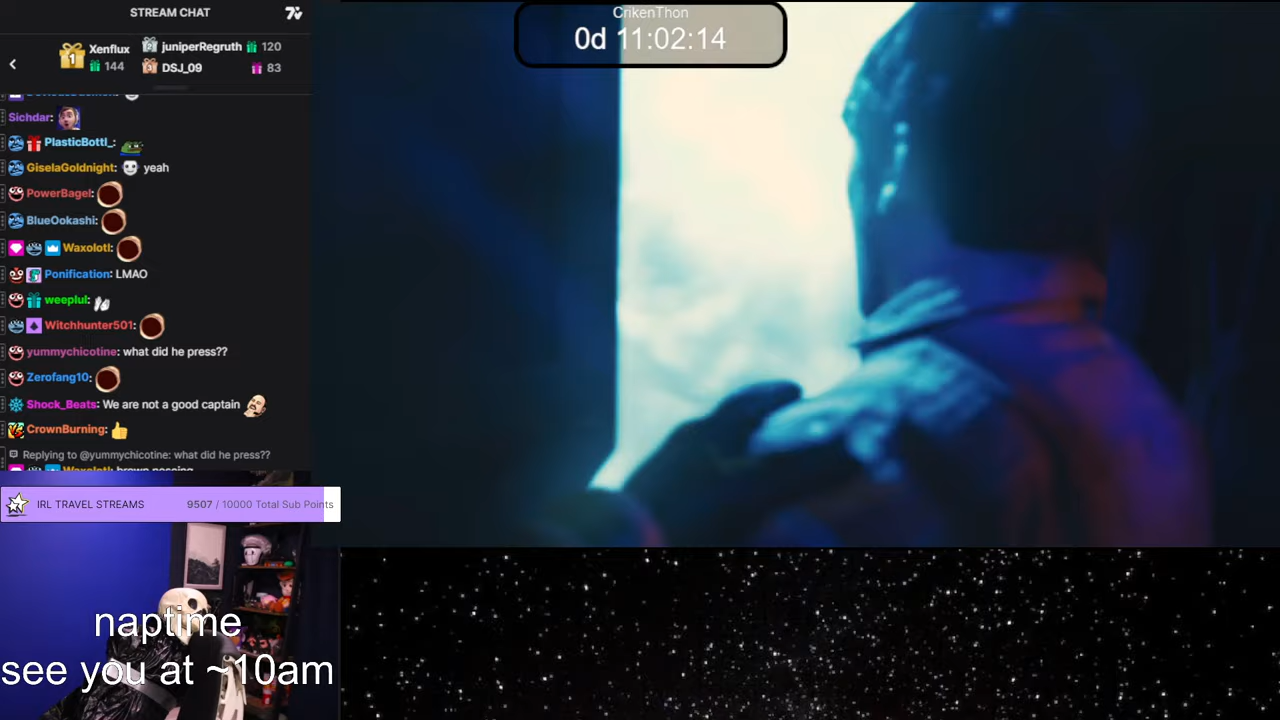 STREAM CHAT
Xenflux
144
juniperRegruth 120
DSJ_09 83
CrikenThon
0d 11:02:14
Sichdar:
PlasticBottl_:
GiselaGoldnight: yeah
PowerBagel:
BlueOokashi:
Waxolotl:
Ponification: LMAO
weeplul:
Witchhunter501:
yummychicotine: what did he press??
Zerofang10:
Shock_Beats: We are not a good captain
CrownBurning:
Replying to @yummychicotine: what did he press??
Waxolotl: brown noseing
IRL TRAVEL STREAMS 9507 / 10000 Total Sub Points
naptime
see you at ~10am